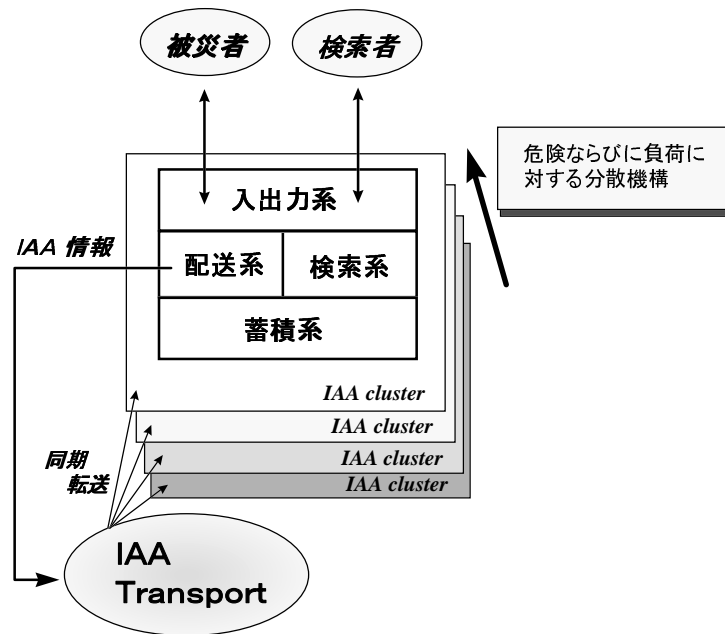 被災者
検索者
危険ならびに負荷に
対する分散機構
入出力系
IAA 情報
配送系
検索系
蓄積系
IAA cluster
IAA cluster
IAA cluster
IAA cluster
同期
転送
IAA
Transport